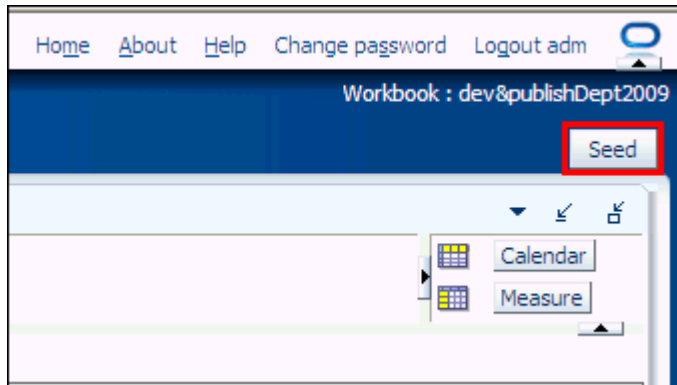 Home About Help Change password Logout adm
Workbook : dev&publishDept2009
Seed
Calendar
Measure